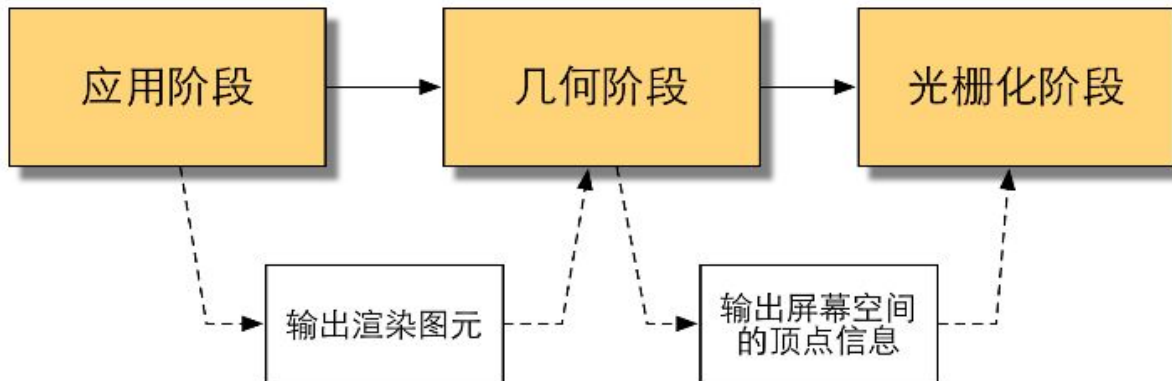 应用阶段
几何阶段
光栅化阶段
输出渲染图元
输出屏幕空间
的顶点信息